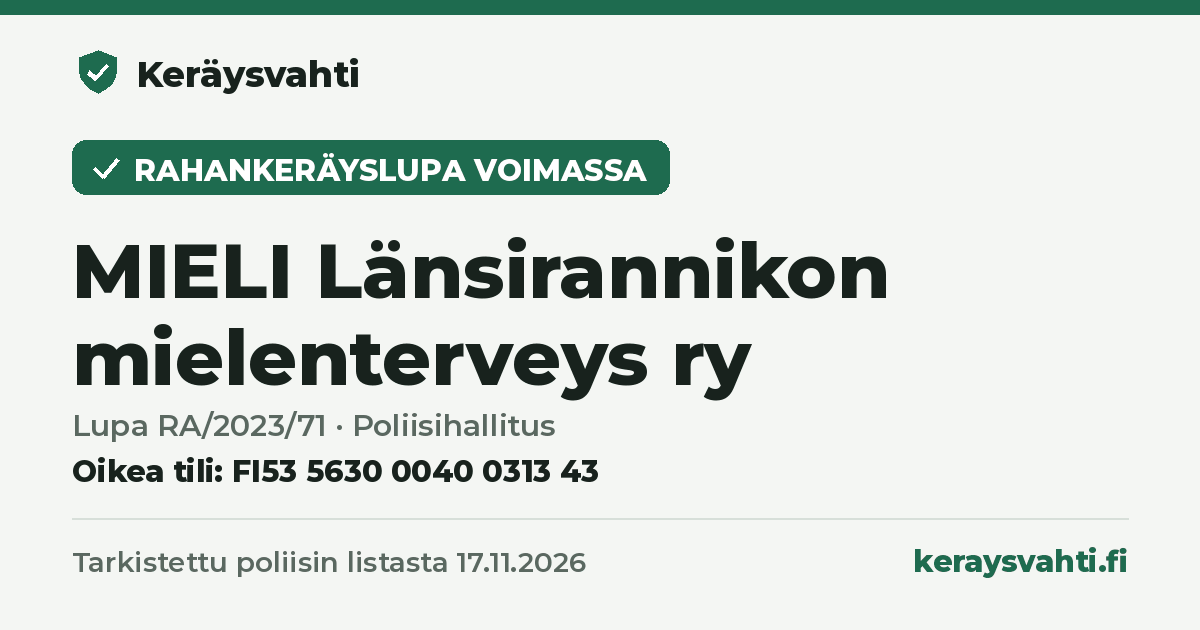 Keräysvahti
RAHANKERÄYSLUPA VOIMASSA
MIELI Länsirannikon
mielenterveys ry
Lupa RA/2023/71 · Poliisihallitus
Oikea tili: FI53 5630 0040 0313 43
Tarkistettu poliisin listasta 17.11.2026
keraysvahti.fi